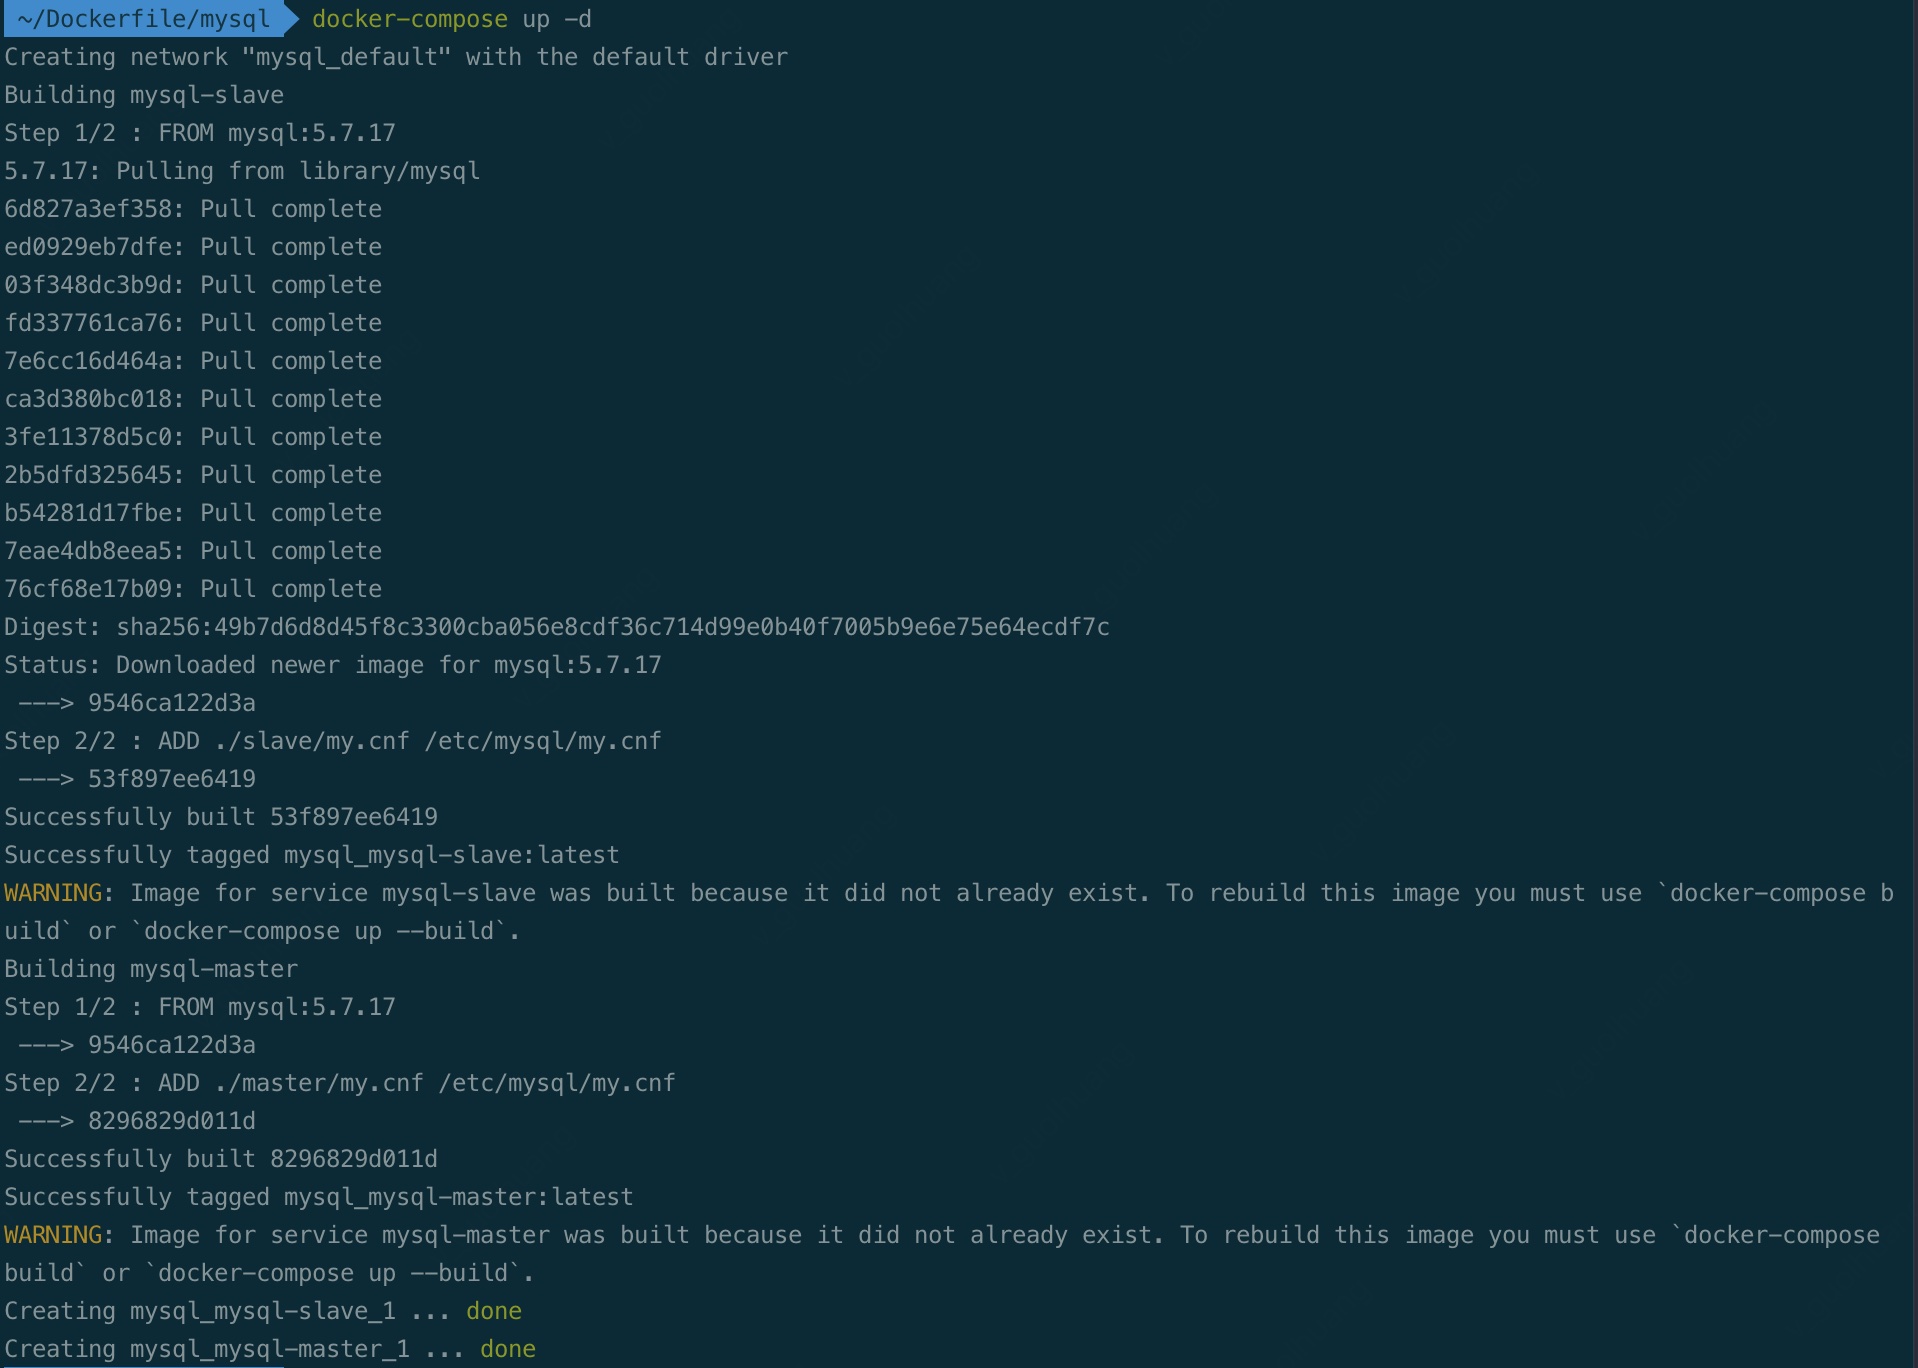 ~/Dockerfile/mysql docker-compose up -d
Creating network "mysql_default" with the default driver
Building mysql-slave
Step 1/2 : FROM mysql:5.7.17
5.7.17: Pulling from library/mysql
6d827a3ef358: Pull complete
ed0929eb7dfe: Pull complete
03f348dc3b9d: Pull complete
fd337761ca76: Pull complete
7e6cc16d464a: Pull complete
ca3d380bc018: Pull complete
3fe11378d5c0: Pull complete
2b5dfd325645: Pull complete
b54281d17fbe: Pull complete
7eae4db8eea5: Pull complete
76cf68e17b09: Pull complete
Digest: sha256:49b7d6d8d45f8c3300cba056e8cdf36c714d99e0b40f7005b9e6e75e64ecdf7c
Status: Downloaded newer image for mysql:5.7.17
 ---> 9546ca122d3a
Step 2/2 : ADD ./slave/my.cnf /etc/mysql/my.cnf
 ---> 53f897ee6419
Successfully built 53f897ee6419
Successfully tagged mysql_mysql-slave:latest
WARNING: Image for service mysql-slave was built because it did not already exist. To rebuild this image you must use `docker-compose b
uild` or `docker-compose up --build`.
Building mysql-master
Step 1/2 : FROM mysql:5.7.17
 ---> 9546ca122d3a
Step 2/2 : ADD ./master/my.cnf /etc/mysql/my.cnf
 ---> 8296829d011d
Successfully built 8296829d011d
Successfully tagged mysql_mysql-master:latest
WARNING: Image for service mysql-master was built because it did not already exist. To rebuild this image you must use `docker-compose
build` or `docker-compose up --build`.
Creating mysql_mysql-slave_1 ... done
Creating mysql_mysql-master_1 ... done